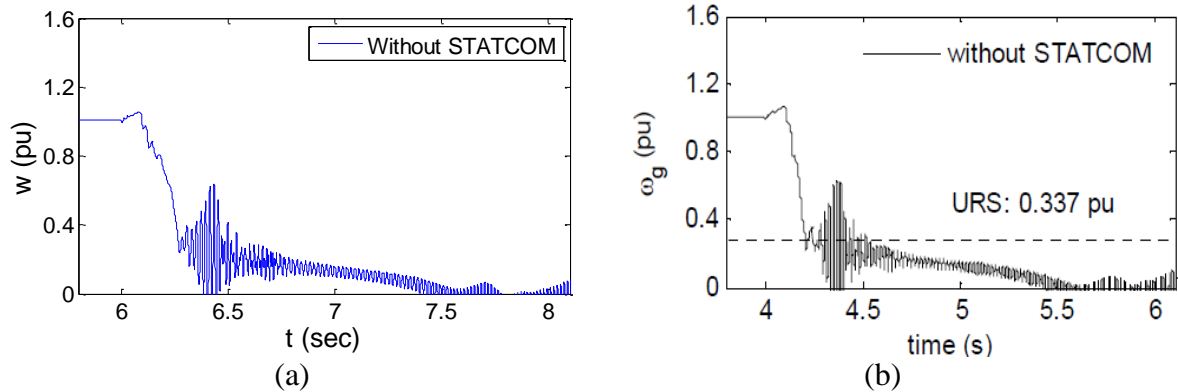 1.6
1.2
0.8
0.4
0
w (pu)
Without STATCOM
6
6.5
7
7.5
8
t (sec)
(a)
1.6
1.2
0.8
0.4
0
ω_g (pu)
without STATCOM
URS: 0.337 pu
4
4.5
5
5.5
6
time (s)
(b)